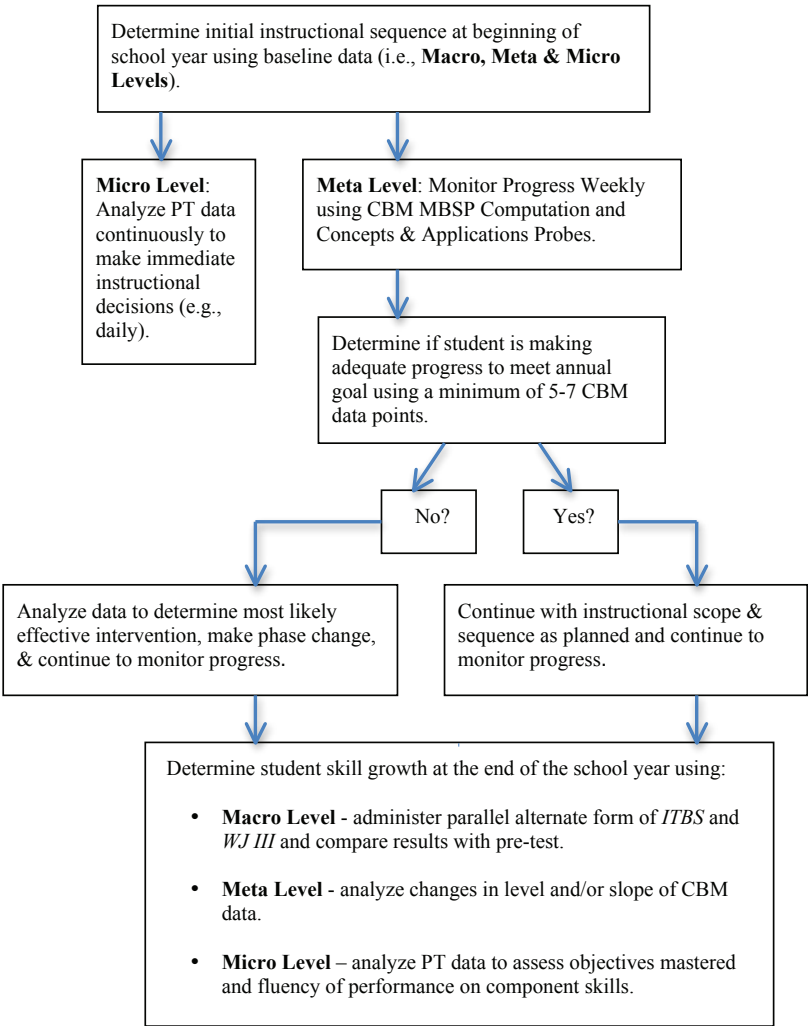 Determine initial instructional sequence at beginning of
school year using baseline data (i.e., Macro, Meta & Micro
Levels).
Micro Level:
Analyze PT data
continuously to
make immediate
instructional
decisions (e.g.,
daily).
Meta Level: Monitor Progress Weekly
using CBM MBSP Computation and
Concepts & Applications Probes.
Determine if student is making
adequate progress to meet annual
goal using a minimum of 5-7 CBM
data points.
No?
Yes?
Analyze data to determine most likely
effective intervention, make phase change,
& continue to monitor progress.
Continue with instructional scope &
sequence as planned and continue to
monitor progress.
Determine student skill growth at the end of the school year using:
• Macro Level - administer parallel alternate form of ITBS and
WJ III and compare results with pre-test.
• Meta Level - analyze changes in level and/or slope of CBM
data.
• Micro Level – analyze PT data to assess objectives mastered
and fluency of performance on component skills.